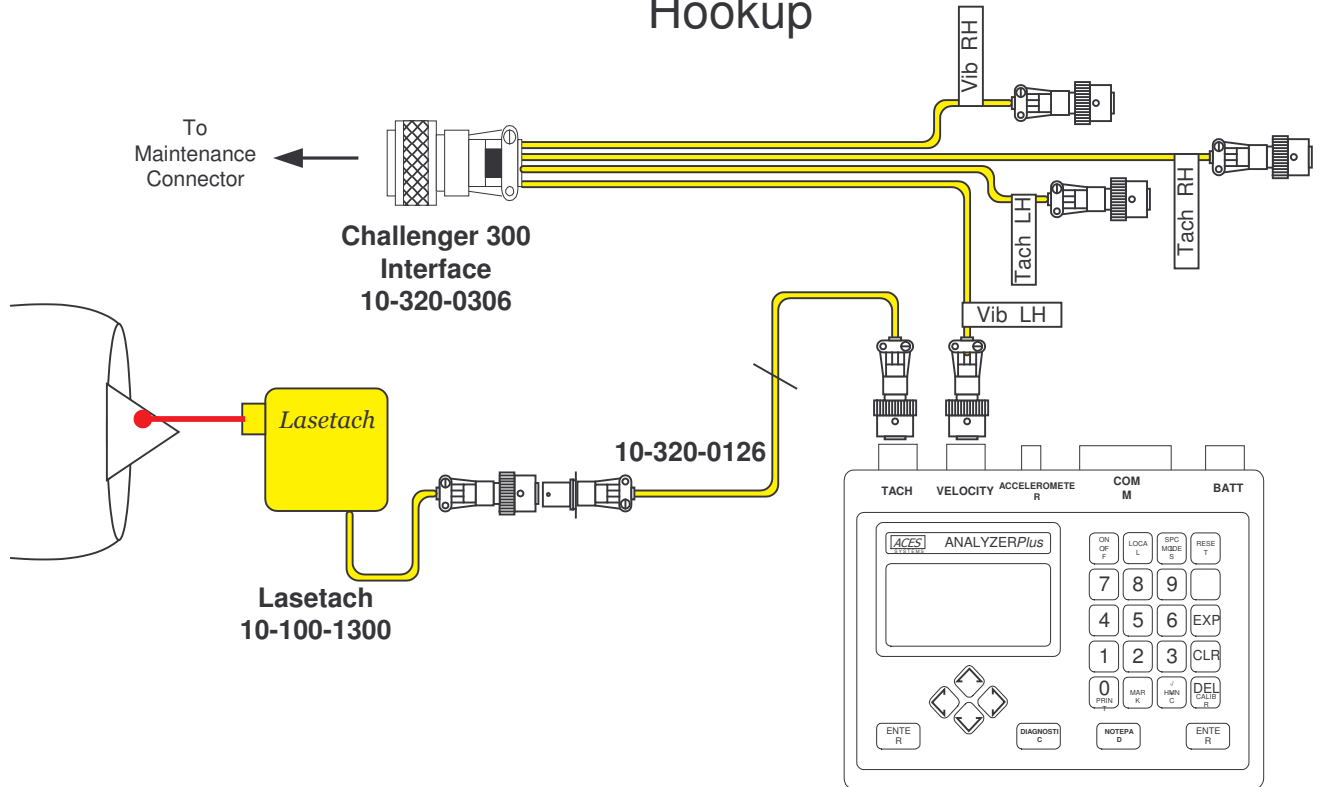 Hookup
Vib RH
To
Maintenance
Connector
Tach RH
Tach LH
Challenger 300
Interface
10-320-0306
Vib LH
Lasetach
10-320-0126
TACH
VELOCITY
ACCELEROMETE
R
COM
M
BATT
Lasetach
10-100-1300
ACES
SYSTEMS
ANALYZERPlus
ON
OF
F
LOCA
L
SPC
MODE
S
RESE
T
7
8
9
4
5
6
EXP
1
2
3
CLR
0
PRIN
T
MAR
K
√
HMN
C
DEL
CALIB
R
ENTE
R
DIAGNOSTI
C
NOTEPA
D
ENTE
R